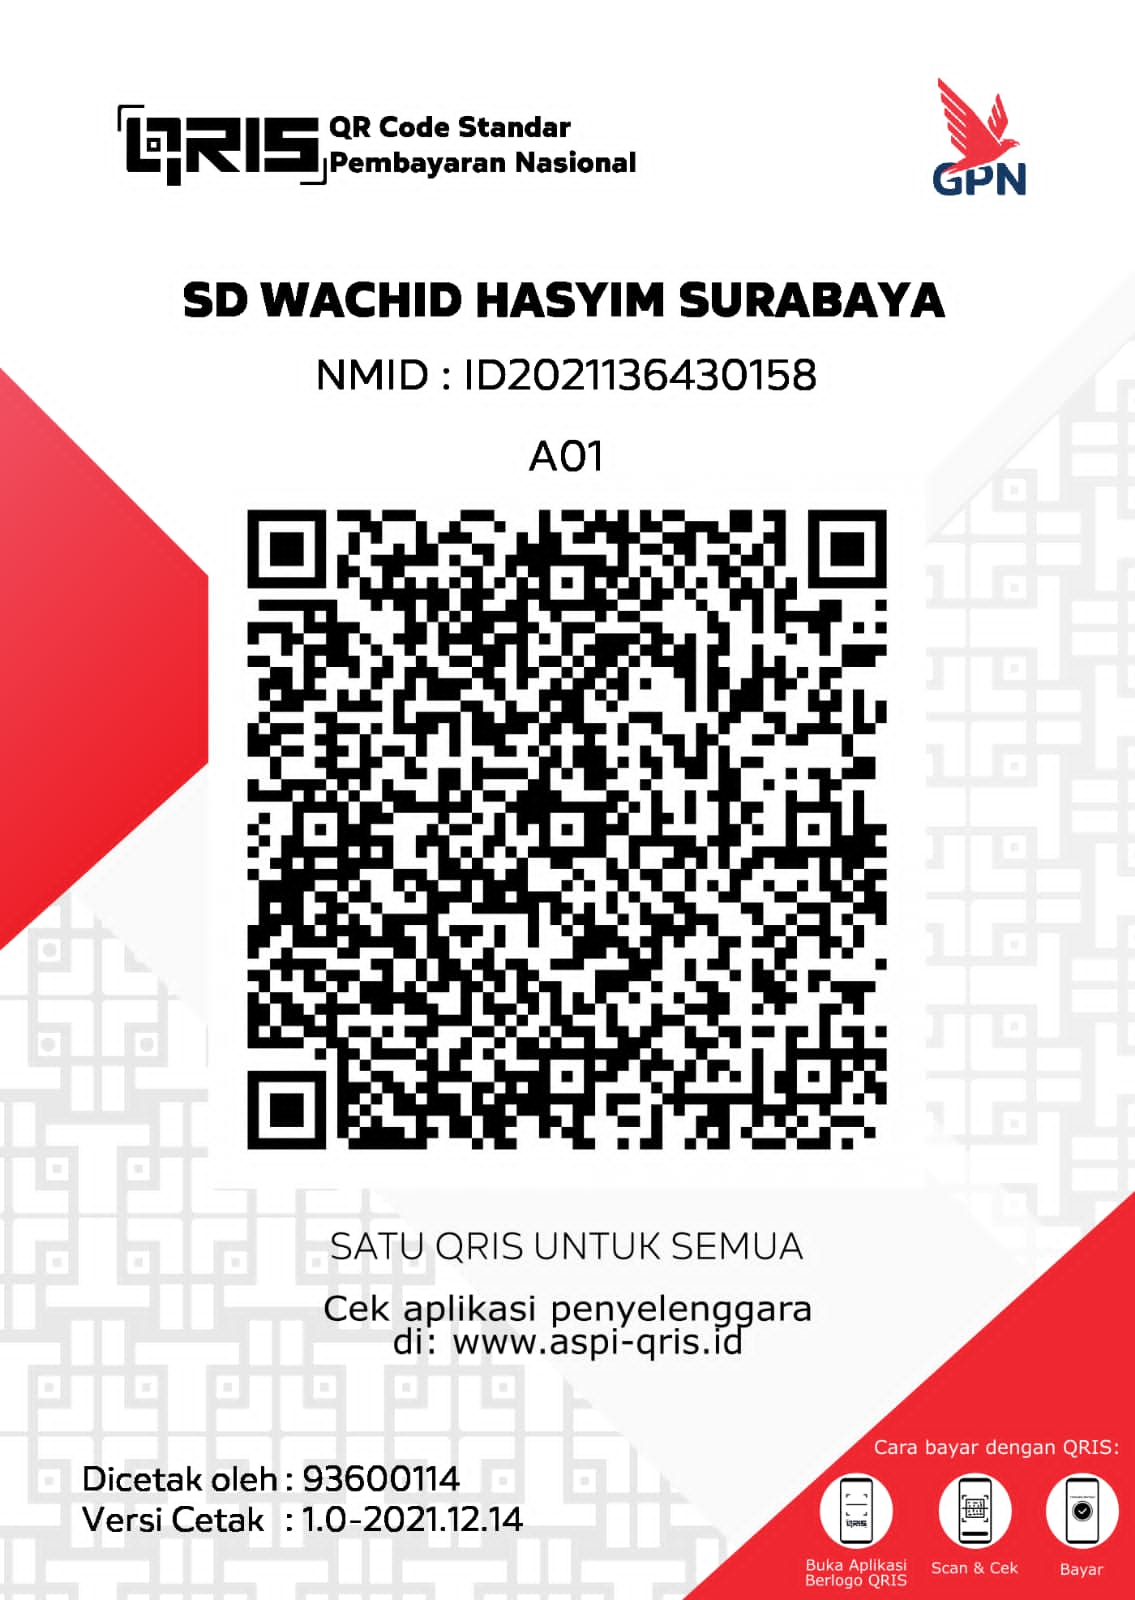 QRIS
QR Code Standar
Pembayaran Nasional
GPN
SD WACHID HASYIM SURABAYA
NMID : ID2021136430158
A01
SATU QRIS UNTUK SEMUA
Cek aplikasi penyelenggara
di: www.aspi-qris.id
Dicetak oleh : 93600114
Versi Cetak : 1.0-2021.12.14
Cara bayar dengan QRIS:
QRIS
Buka Aplikasi
Berlogo QRIS
Scan & Cek
Bayar